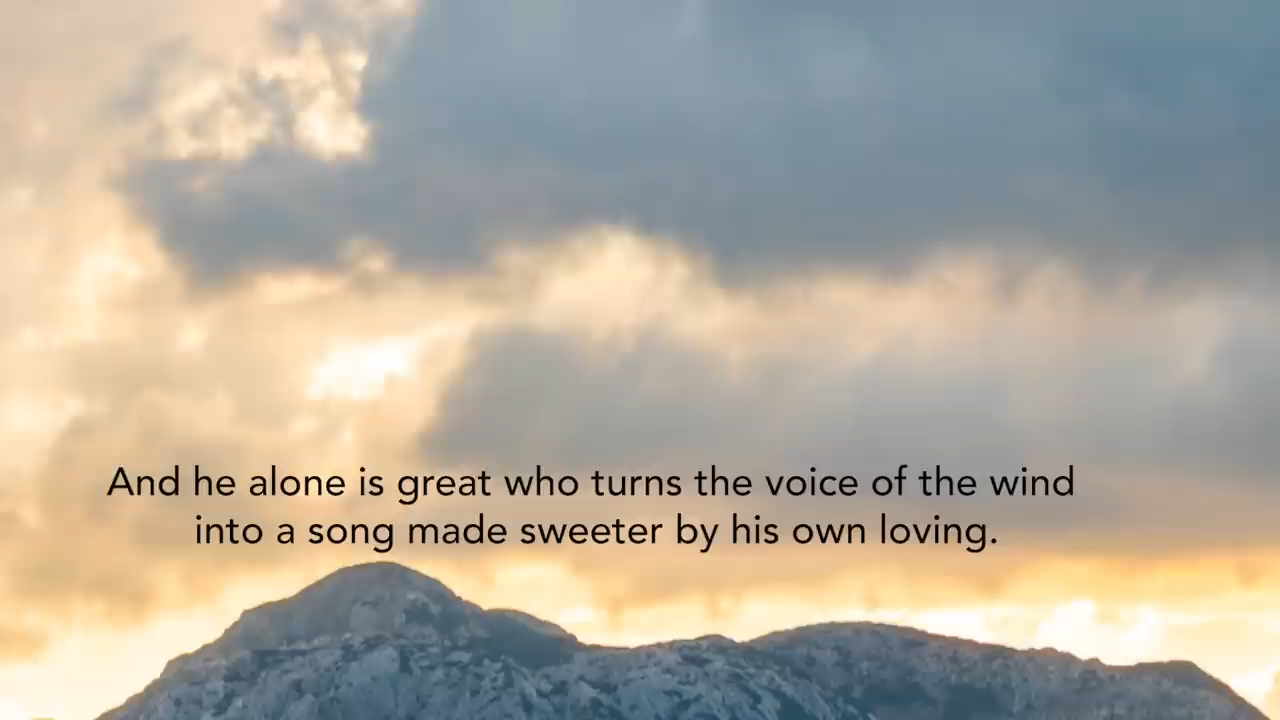 And he alone is great who turns the voice of the wind
into a song made sweeter by his own loving.